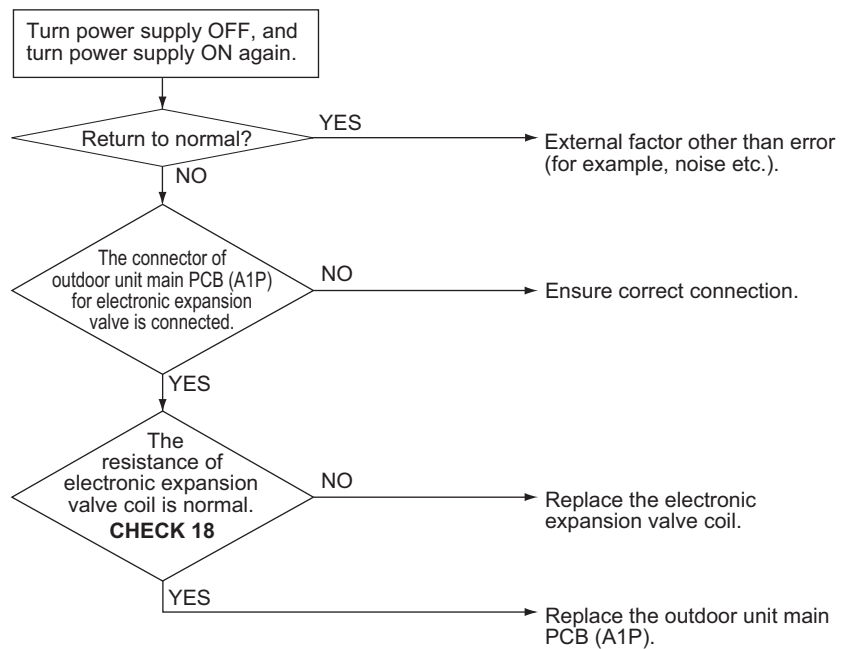 Turn power supply OFF, and
turn power supply ON again.
Return to normal?
YES
External factor other than error
(for example, noise etc.).
NO
The connector of
outdoor unit main PCB (A1P)
for electronic expansion
valve is connected.
NO
Ensure correct connection.
YES
The
resistance of
electronic expansion
valve coil is normal.
CHECK 18
NO
Replace the electronic
expansion valve coil.
YES
Replace the outdoor unit main
PCB (A1P).